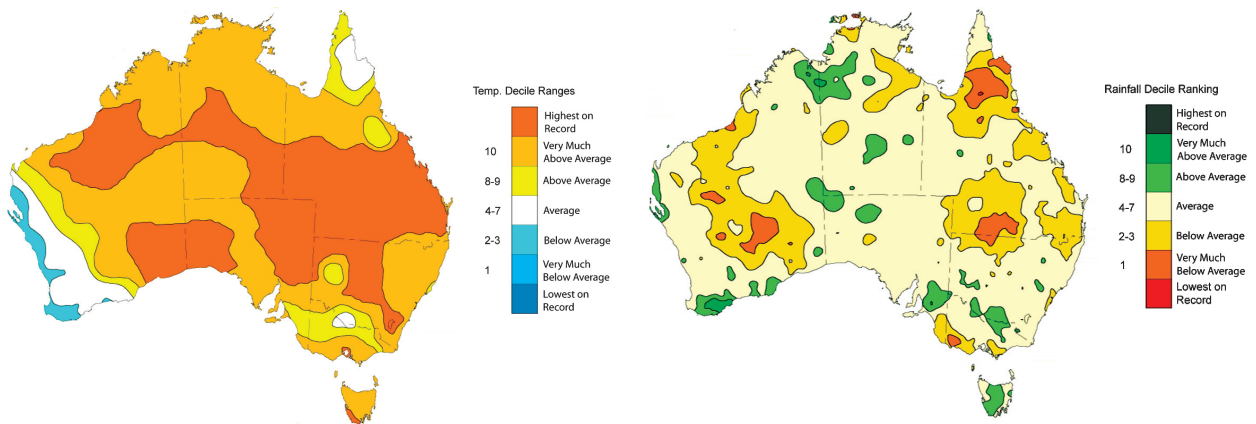 Temp. Decile Ranges
Highest on
Record
10
Very Much
Above Average
8-9
Above Average
4-7
Average
2-3
Below Average
1
Very Much
Below Average
Lowest on
Record
Rainfall Decile Ranking
Highest on
Record
10
Very Much
Above Average
8-9
Above Average
4-7
Average
2-3
Below Average
1
Very Much
Below Average
Lowest on
Record